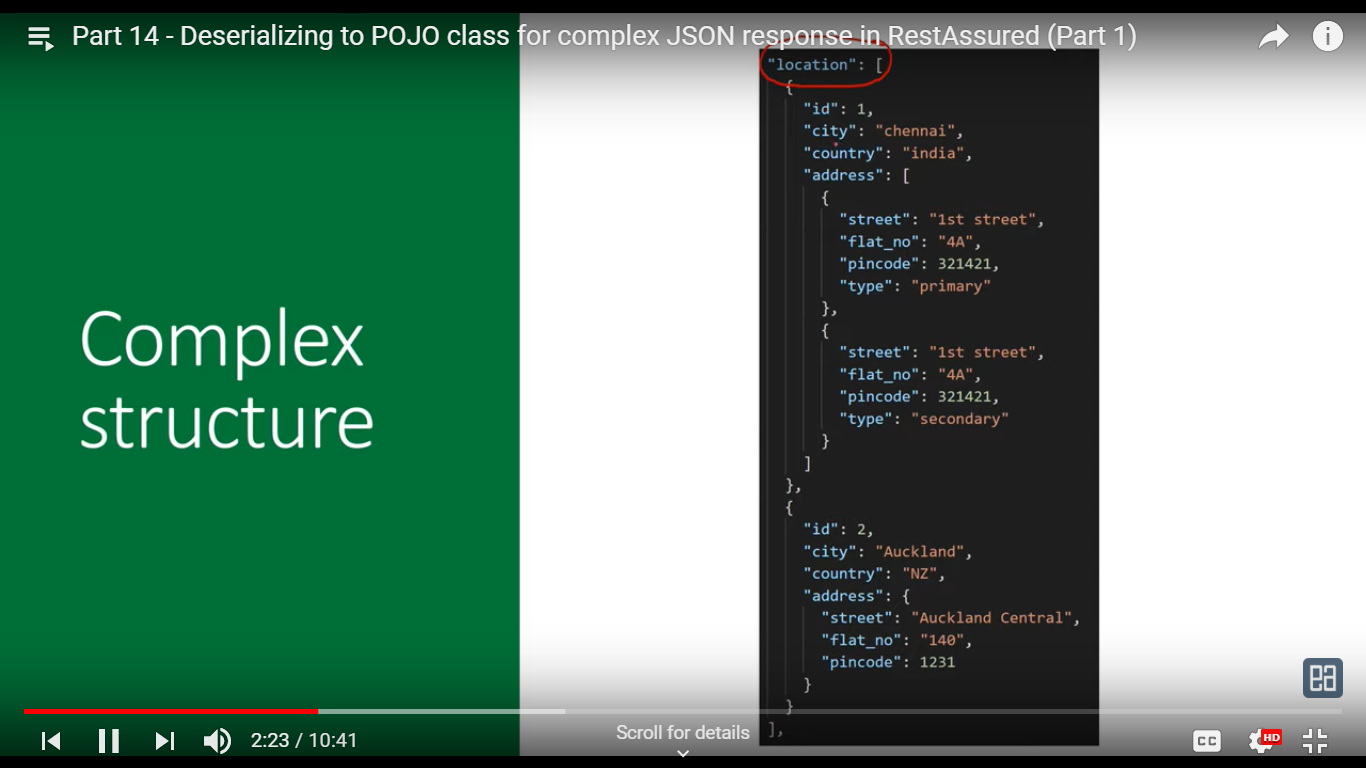 Part 14 - Deserializing to POJO class for complex JSON response in RestAssured (Part 1)
Complex
structure
"location": [
{
"id": 1,
"city": "chennai",
"country": "india",
"address": [
{
"street": "1st street",
"flat_no": "4A",
"pincode": 321421,
"type": "primary"
},
{
"street": "1st street",
"flat_no": "4A",
"pincode": 321421,
"type": "secondary"
}
]
},
{
"id": 2,
"city": "Auckland",
"country": "NZ",
"address": {
"street": "Auckland Central",
"flat_no": "140",
"pincode": 1231
}
}
],
2:23 / 10:41
Scroll for details
CC
HD